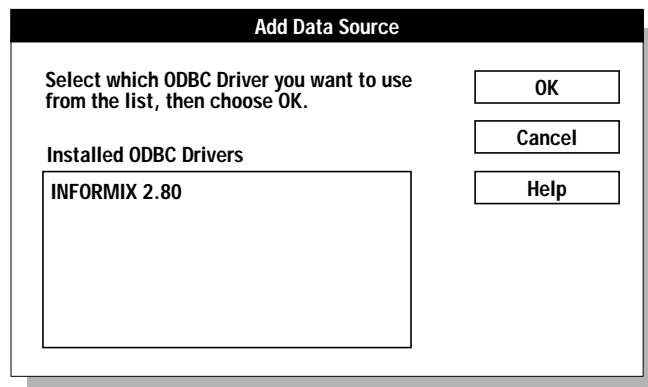 Add Data Source
Select which ODBC Driver you want to use
from the list, then choose OK.
OK
Cancel
Installed ODBC Drivers
Help
INFORMIX 2.80